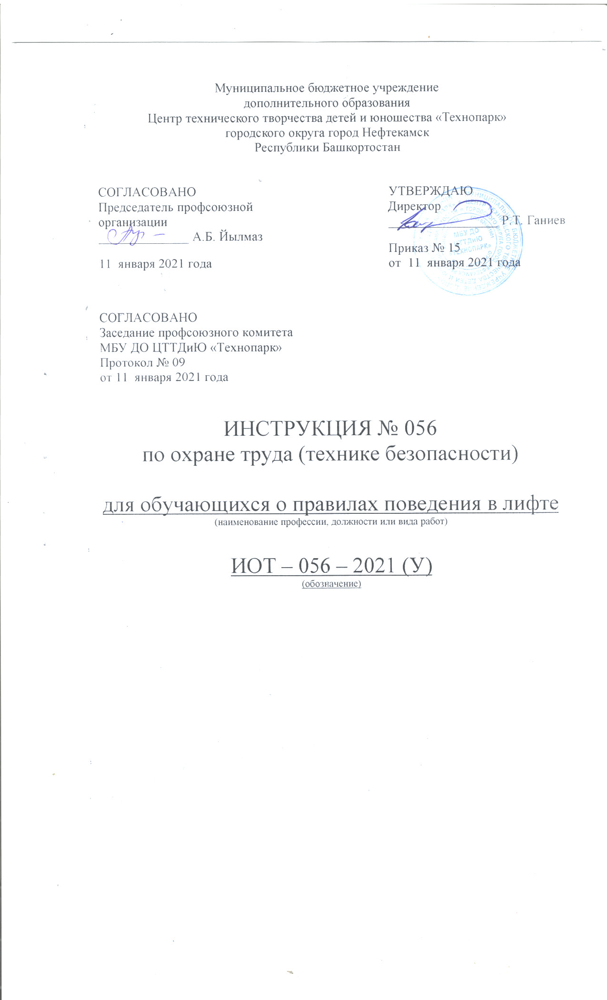 Муниципальное бюджетное учреждение
дополнительного образования
Центр технического творчества детей и юношества «Технопарк»
городского округа город Нефтекамск
Республики Башкортостан
СОГЛАСОВАНО
Председатель профсоюзной
организации
А.Б. Йылмаз
11 января 2021 года
УТВЕРЖДАЮ
Директор
Р.Т. Ганиев
Приказ № 15
от 11 января 2021 года
МБУ ДО
ЦТТДиЮ
«ТЕХНОПАРК»
СОГЛАСОВАНО
Заседание профсоюзного комитета
МБУ ДО ЦТТДиЮ «Технопарк»
Протокол № 09
от 11 января 2021 года
ИНСТРУКЦИЯ № 056
по охране труда (технике безопасности)
для обучающихся о правилах поведения в лифте
(наименование профессии, должности или вида работ)
ИОТ – 056 – 2021 (У)
(обозначение)